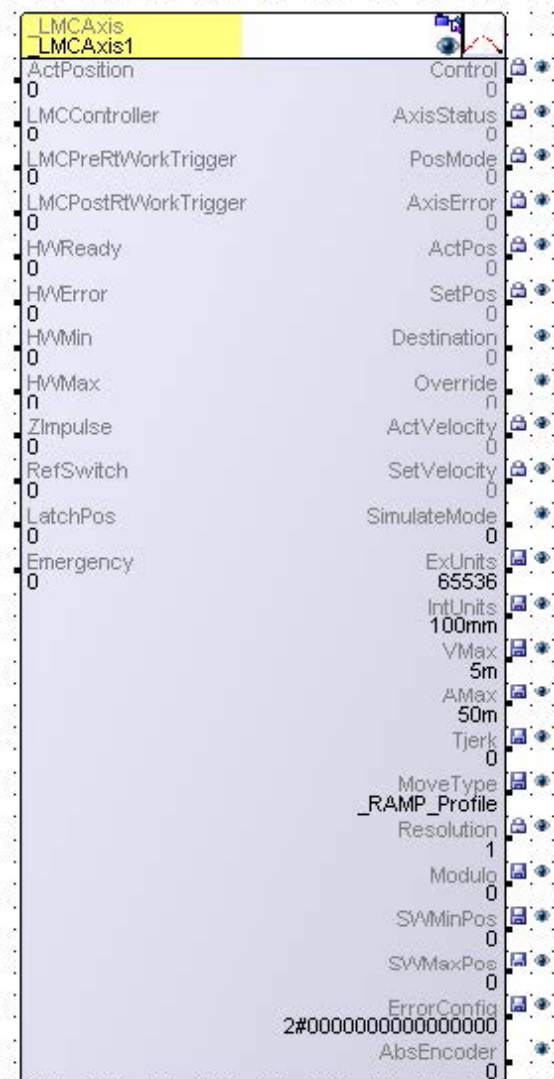 _LMCAxis
_LMCAxis1
ActPosition Control
0 0
LMCController AxisStatus
0 0
LMCPreRtWorkTrigger PosMode
0 0
LMCPostRtWorkTrigger AxisError
0 0
HWReady ActPos
0 0
HWError SetPos
0 0
HWMin Destination
0 0
HWMax Override
0 0
ZImpulse ActVelocity
0 0
RefSwitch SetVelocity
0 0
LatchPos SimulateMode
0 0
Emergency ExUnits
0 65536
IntUnits
100mm
VMax
5m
AMax
50m
Tjerk
0
MoveType
_RAMP_Profile
Resolution
1
Modulo
0
SWMinPos
0
SWMaxPos
0
ErrorConfig
2#0000000000000000
AbsEncoder
0